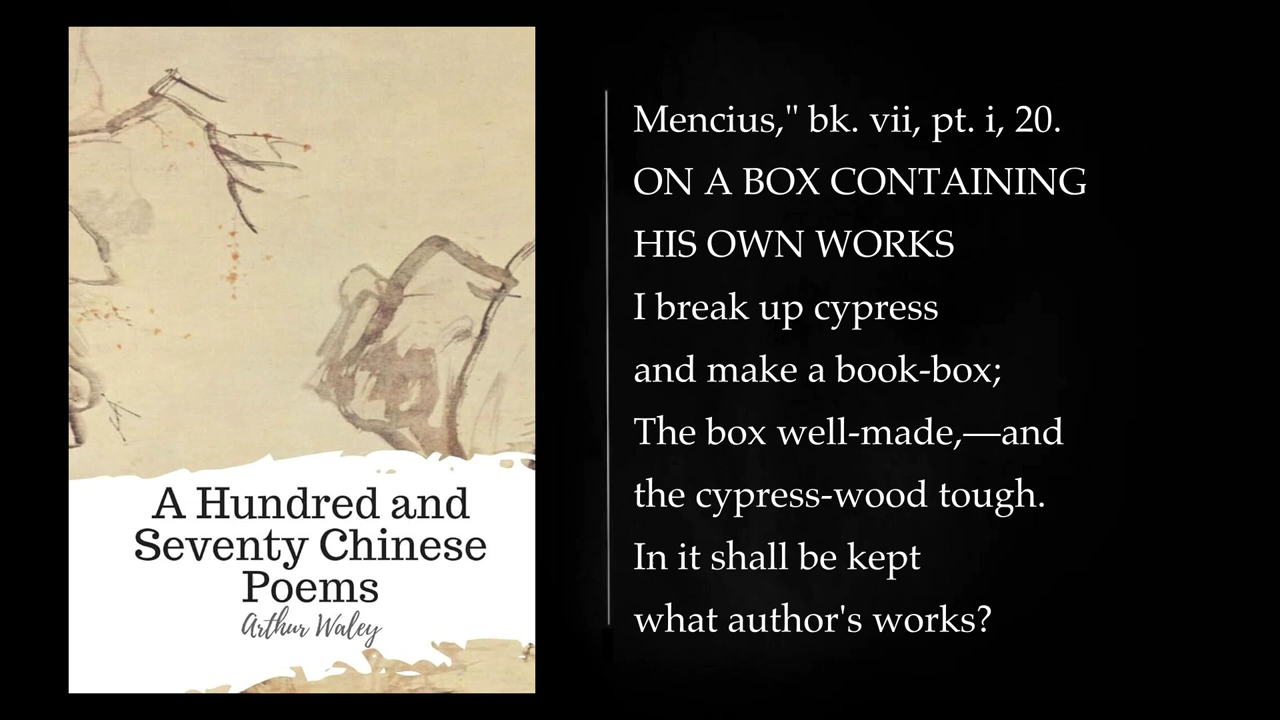 A Hundred and
Seventy Chinese
Poems
Arthur Waley
Mencius," bk. vii, pt. i, 20.
ON A BOX CONTAINING
HIS OWN WORKS
I break up cypress
and make a book-box;
The box well-made,—and
the cypress-wood tough.
In it shall be kept
what author's works?